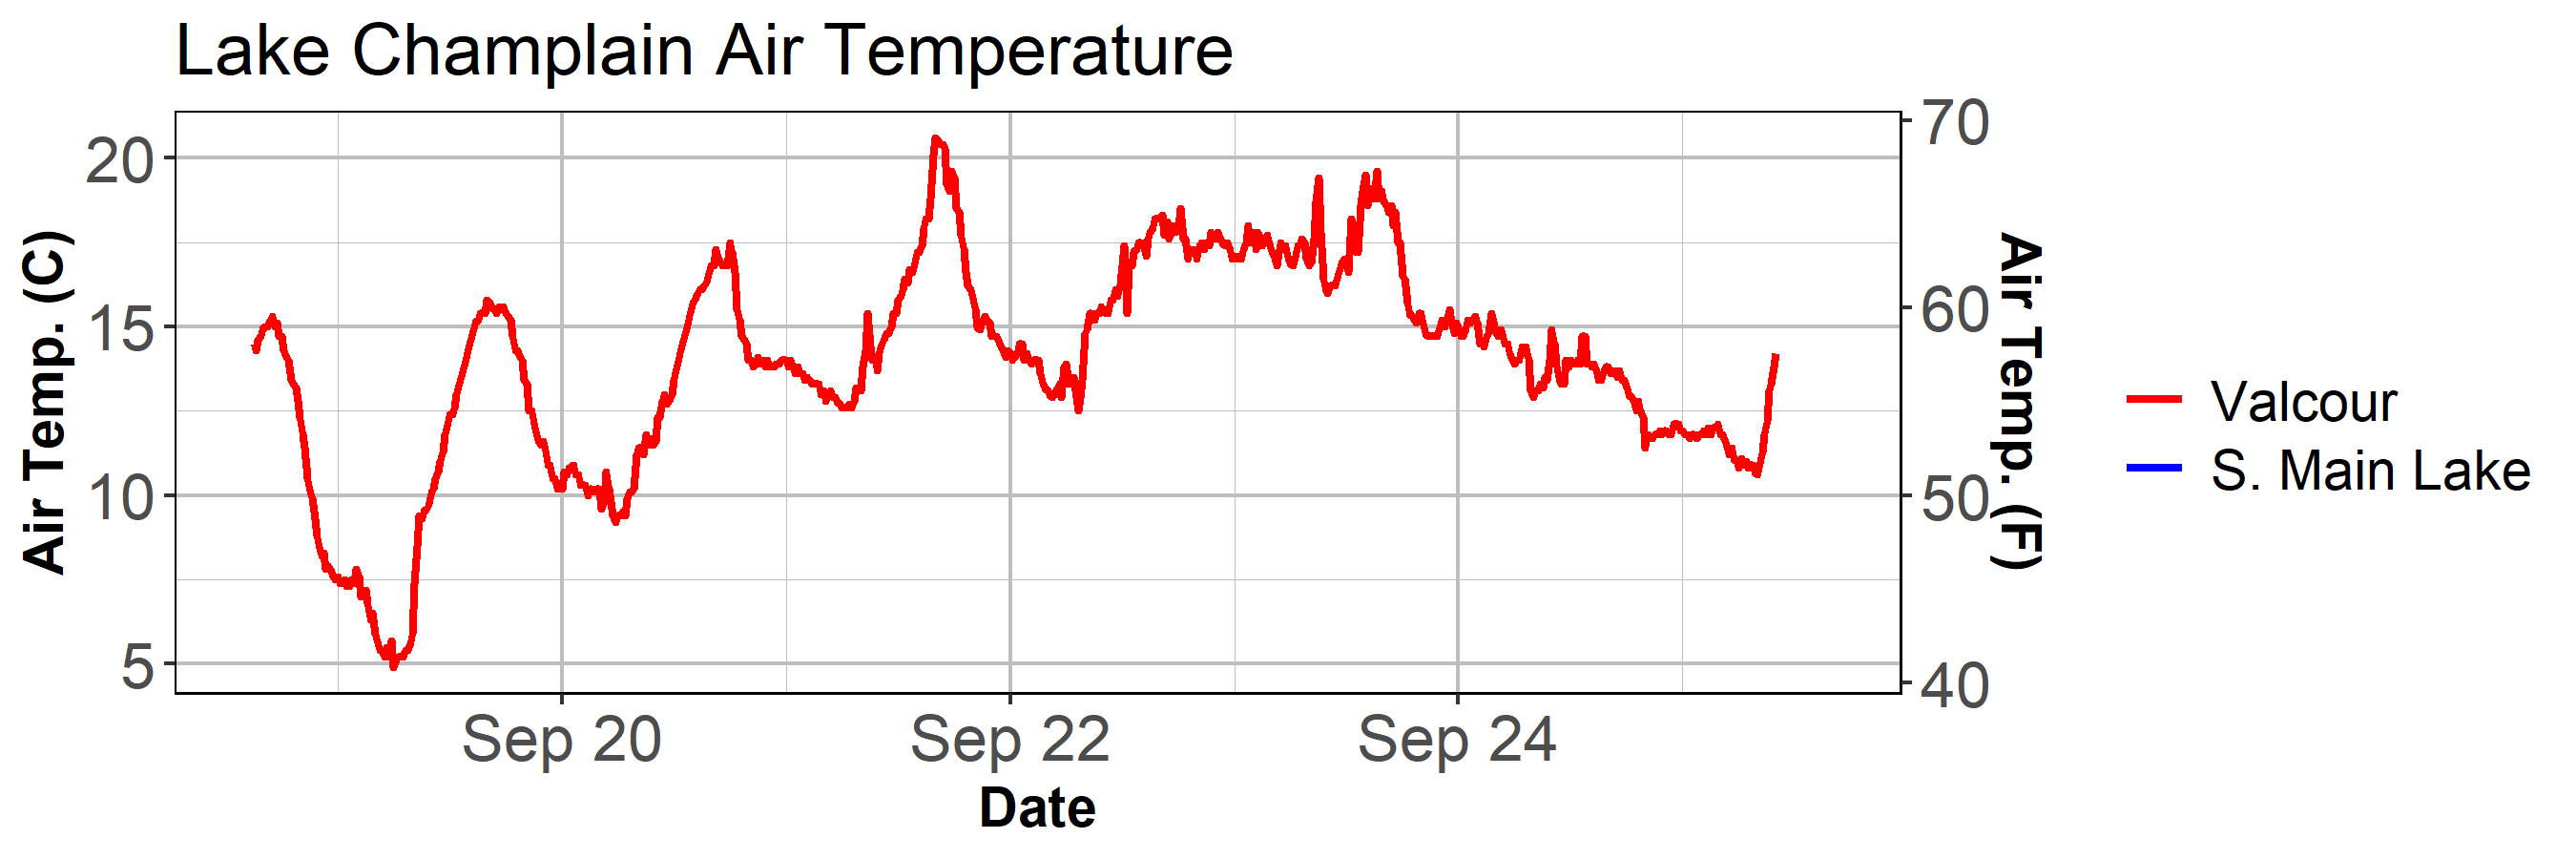 Lake Champlain Air Temperature
Air Temp. (C)
20
15
10
5
70
60
50
40
Air Temp. (F)
Sep 20
Sep 22
Sep 24
Date
Valcour
S. Main Lake